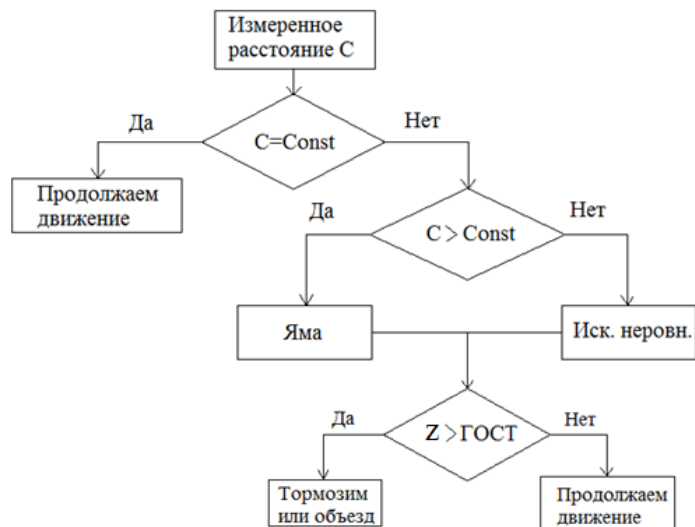 Измеренное
расстояние С
Да
Нет
C=Const
Продолжаем
движение
Да
Нет
C > Const
Яма
Иск. неровн.
Да
Нет
Z > ГОСТ
Тормозим
или объезд
Продолжаем
движение